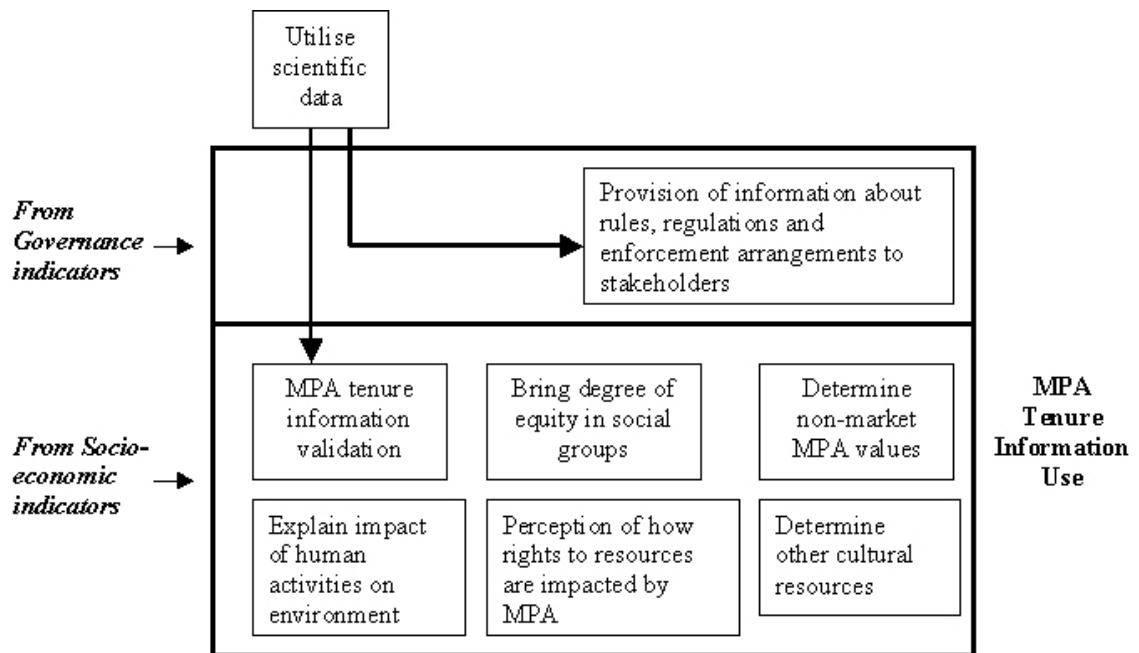 Utilise
scientific
data
From
Governance
indicators
Provision of information about
rules, regulations and
enforcement arrangements to
stakeholders
From Socio-
economic
indicators
MPA tenure
information
validation
Bring degree of
equity in social
groups
Determine
non-market
MPA values
Explain impact
of human
activities on
environment
Perception of how
rights to resources
are impacted by
MPA
Determine
other cultural
resources
MPA
Tenure
Information
Use